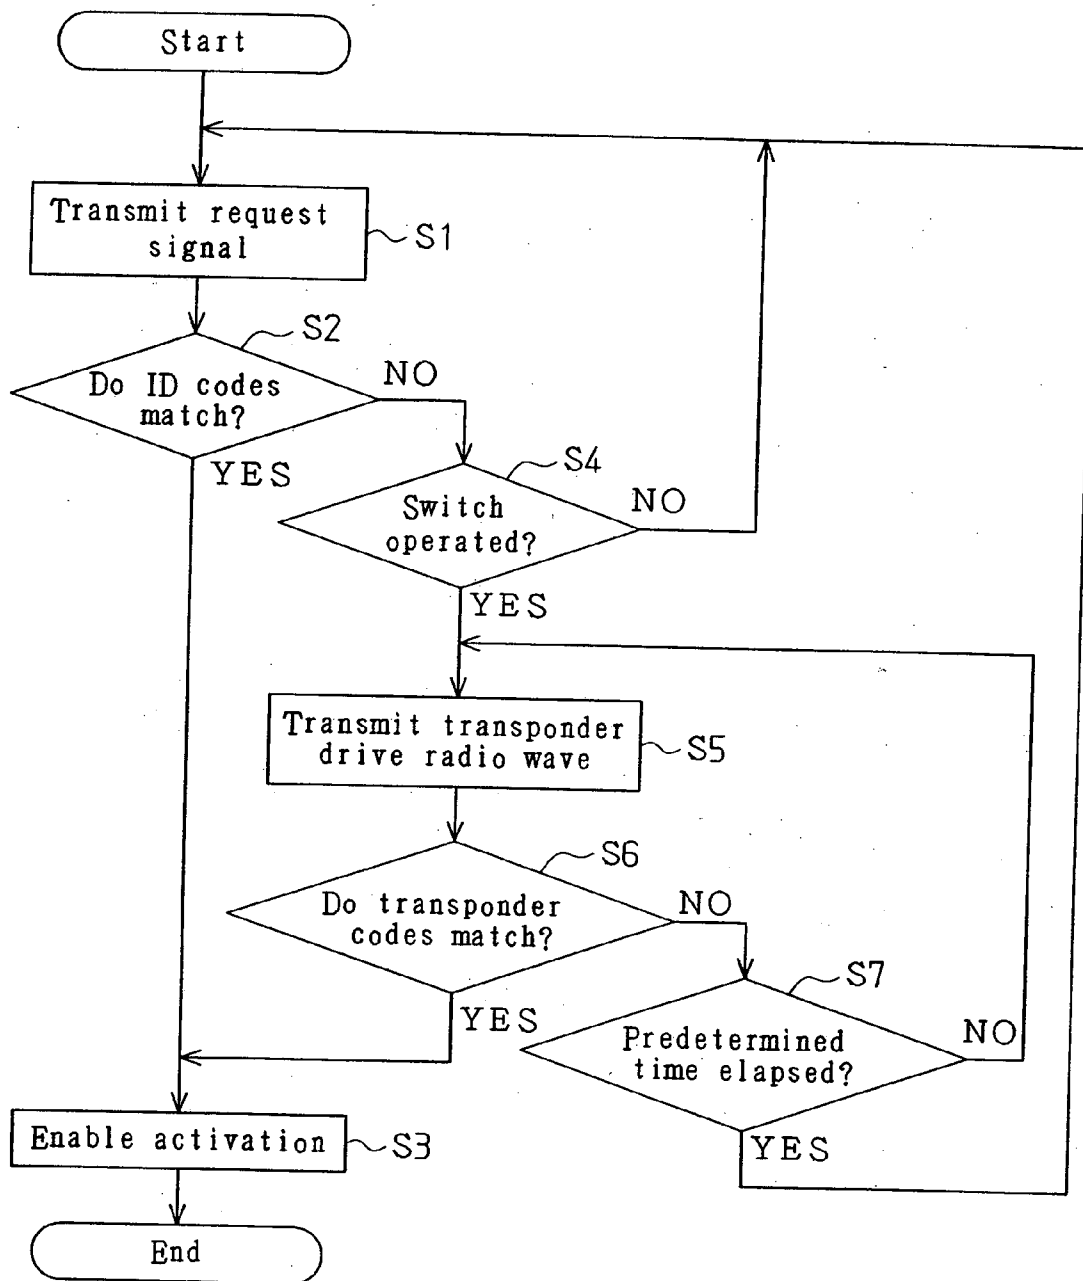 Start
Transmit request
signal
S1
S2
Do ID codes
match?
NO
YES
S4
Switch
operated?
NO
YES
Transmit transponder
drive radio wave
S5
S6
Do transponder
codes match?
NO
YES
S7
Predetermined
time elapsed?
NO
YES
Enable activation
S3
End